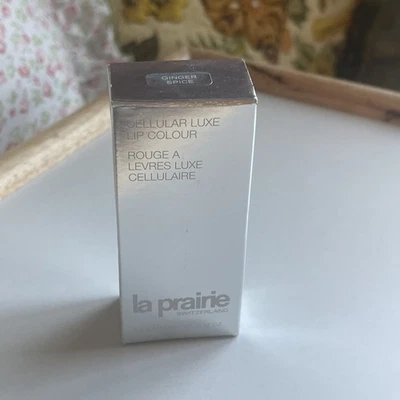 GINGER
SPICE
CELLULAR LUXE
LIP COLOUR
ROUGE A
LEVRES LUXE
CELLULAIRE
la prairie
SWITZERLAND